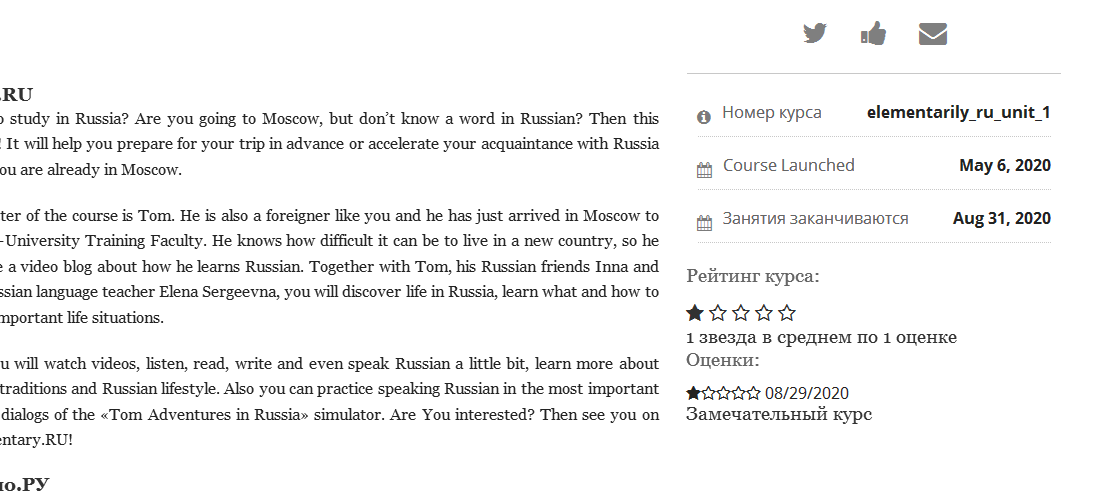 .RU
study in Russia? Are you going to Moscow, but don’t know a word in Russian? Then this
! It will help you prepare for your trip in advance or accelerate your acquaintance with Russia
you are already in Moscow.
ter of the course is Tom. He is also a foreigner like you and he has just arrived in Moscow to
-University Training Faculty. He knows how difficult it can be to live in a new country, so he
a video blog about how he learns Russian. Together with Tom, his Russian friends Inna and
ssian language teacher Elena Sergeevna, you will discover life in Russia, learn what and how to
mportant life situations.
u will watch videos, listen, read, write and even speak Russian a little bit, learn more about
traditions and Russian lifestyle. Also you can practice speaking Russian in the most important
dialogs of the «Tom Adventures in Russia» simulator. Are You interested? Then see you on
entary.RU!
но.РУ
Номер курса elementarily_ru_unit_1
Course Launched May 6, 2020
Занятия заканчиваются Aug 31, 2020
Рейтинг курса:
1 звезда в среднем по 1 оценке
Оценки:
08/29/2020
Замечательный курс